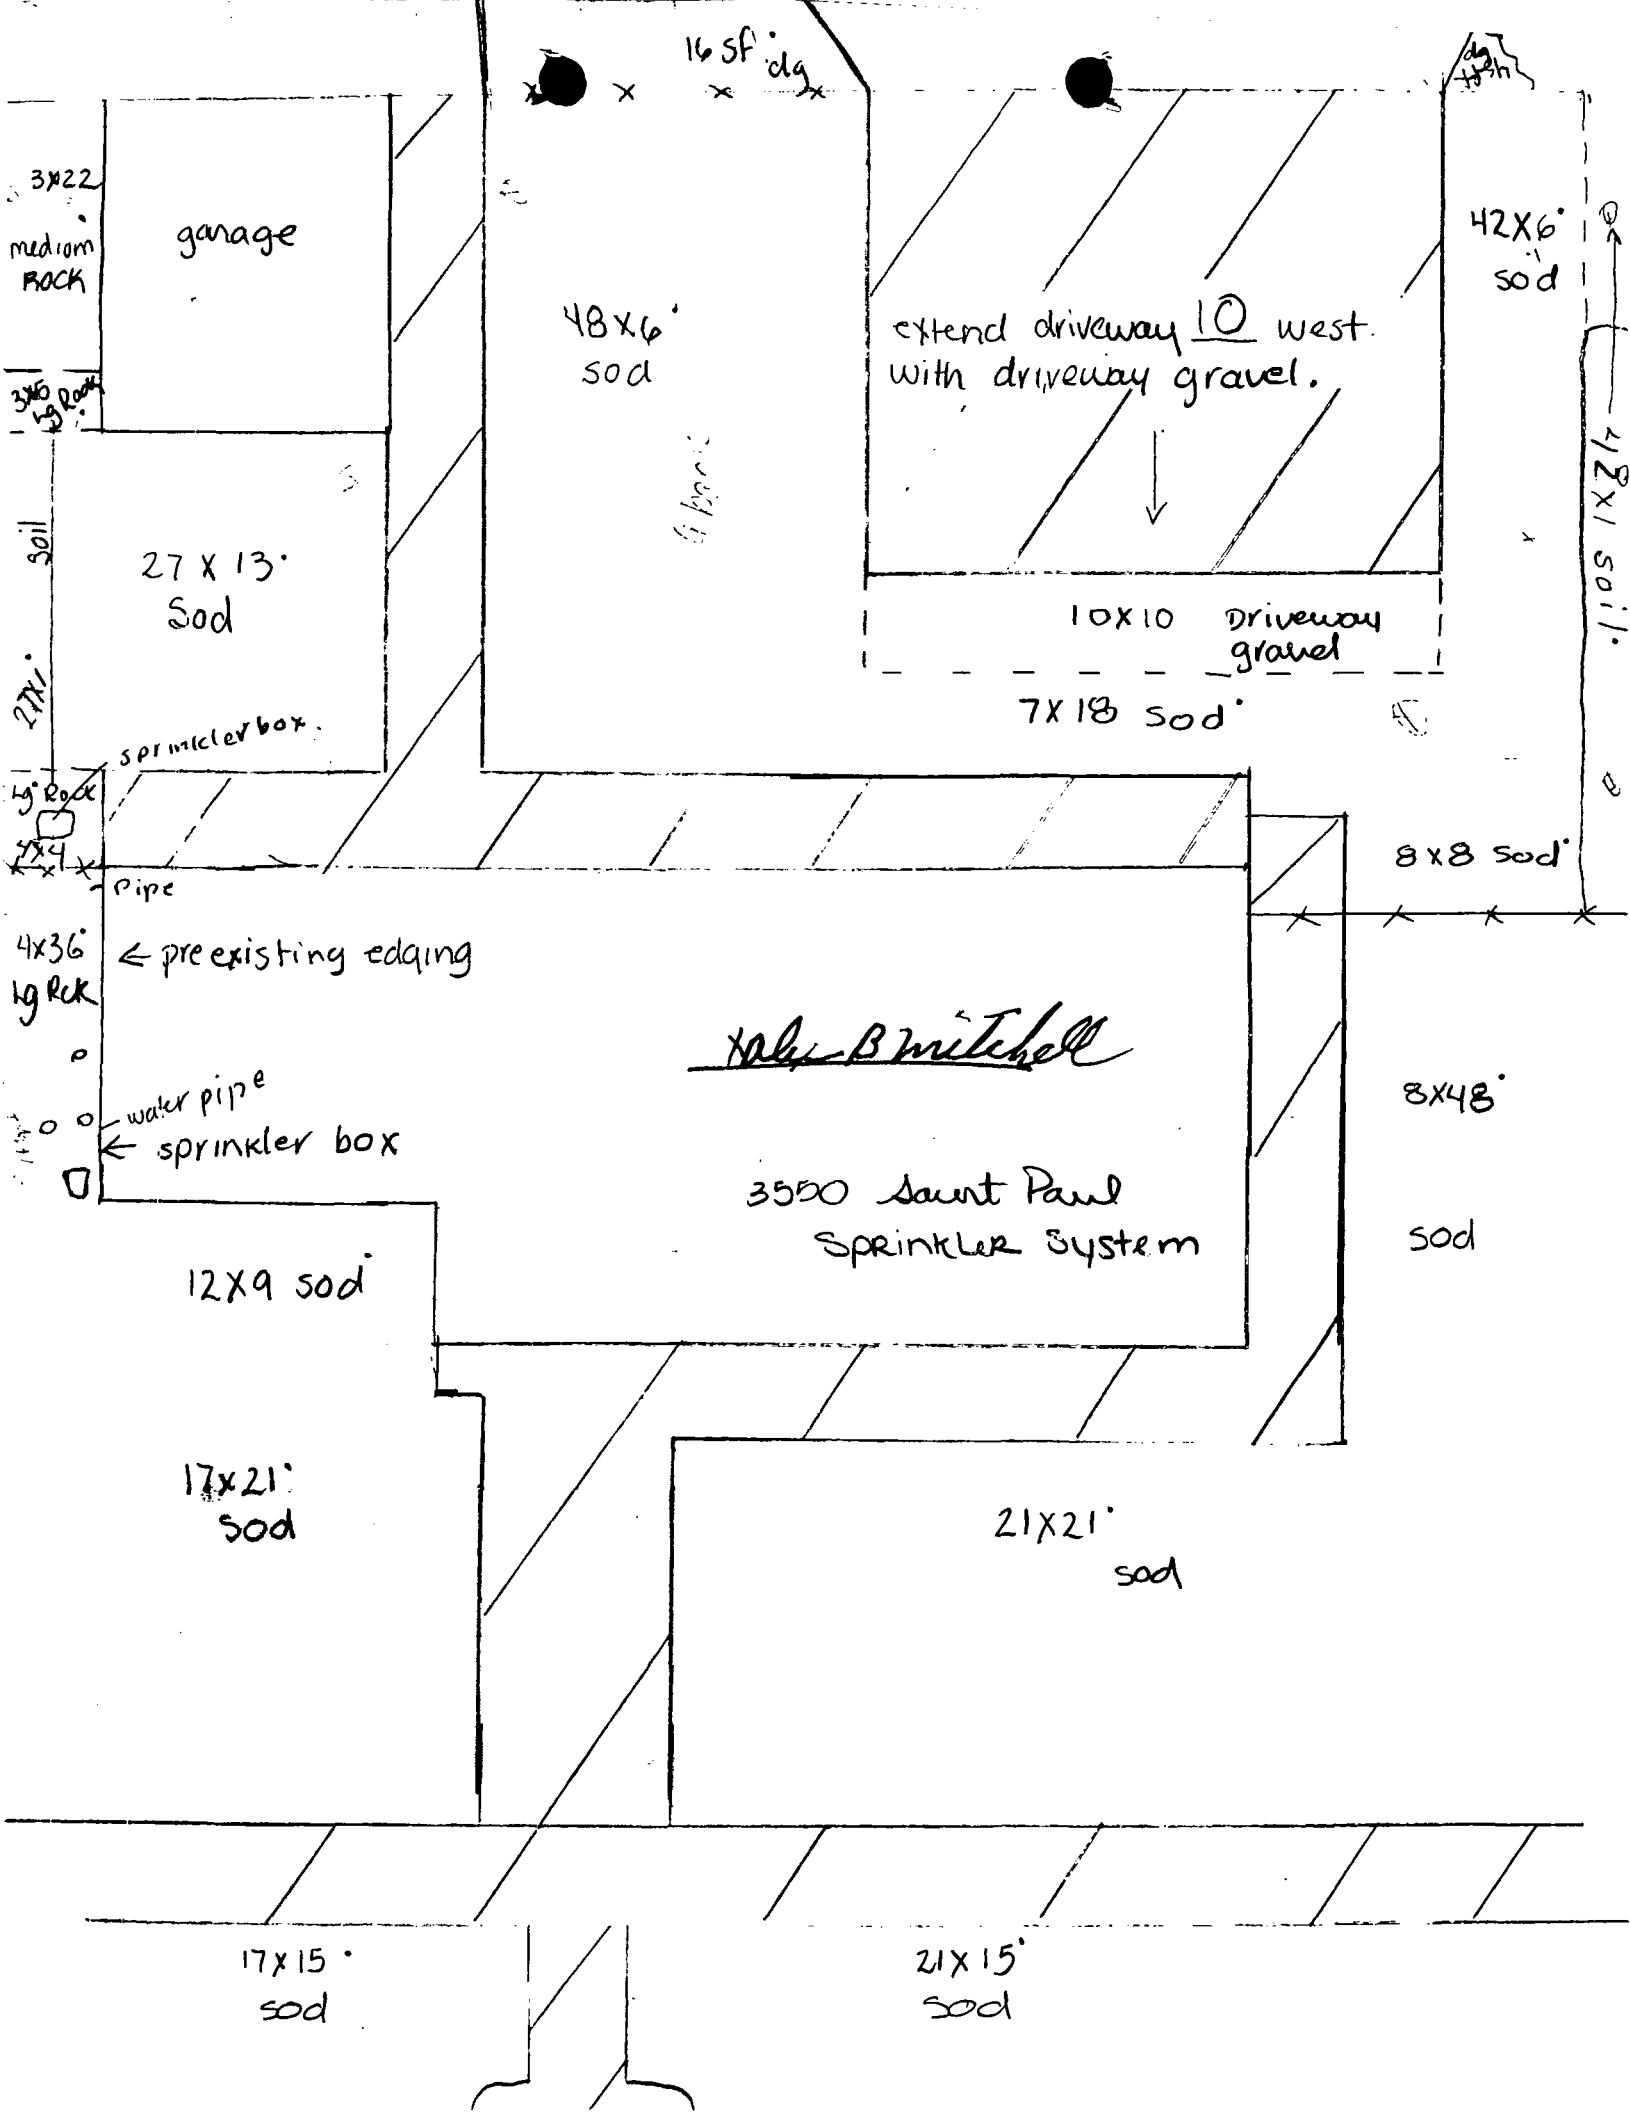 16 sf dg
3x22
medium
ROCK
garage
42x6
sod
48x6
sod
extend driveway 10 west
with driveway gravel.
Lg Rock
48x1 soil
soil
27 x 13
Sod
10x10 Driveway
gravel
27x1
7x18 sod
sprinkler box.
Lg Rock
4x4
8x8 sod
pipe
4x36
Lg Rck
← preexisting edging
B Mitchell
water pipe
← sprinkler box
8x48
sod
3550 Saint Paul
Sprinkler System
12x9 sod
17x21
sod
21x21
sod
17x15
sod
21x15
sod